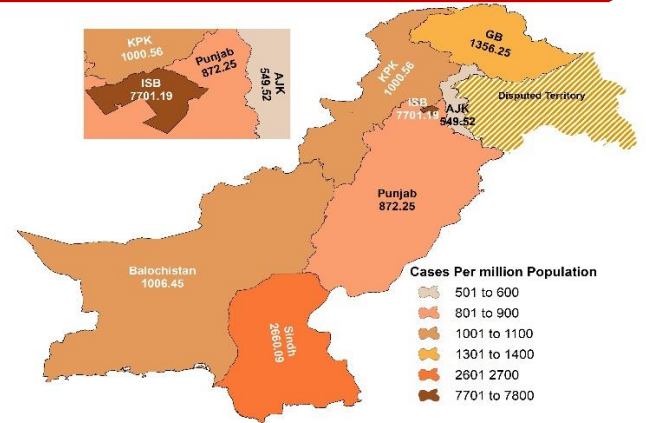 KPK
1000.56
Punjab
872.25
ISB
7701.19
AJK
549.52
GB
1356.25
KPK
1000.56
ISB
7701.19
AJK
549.52
Disputed Territory
Punjab
872.25
Balochistan
1006.45
Sindh
2660.09
Cases Per million Population
501 to 600
801 to 900
1001 to 1100
1301 to 1400
2601 2700
7701 to 7800